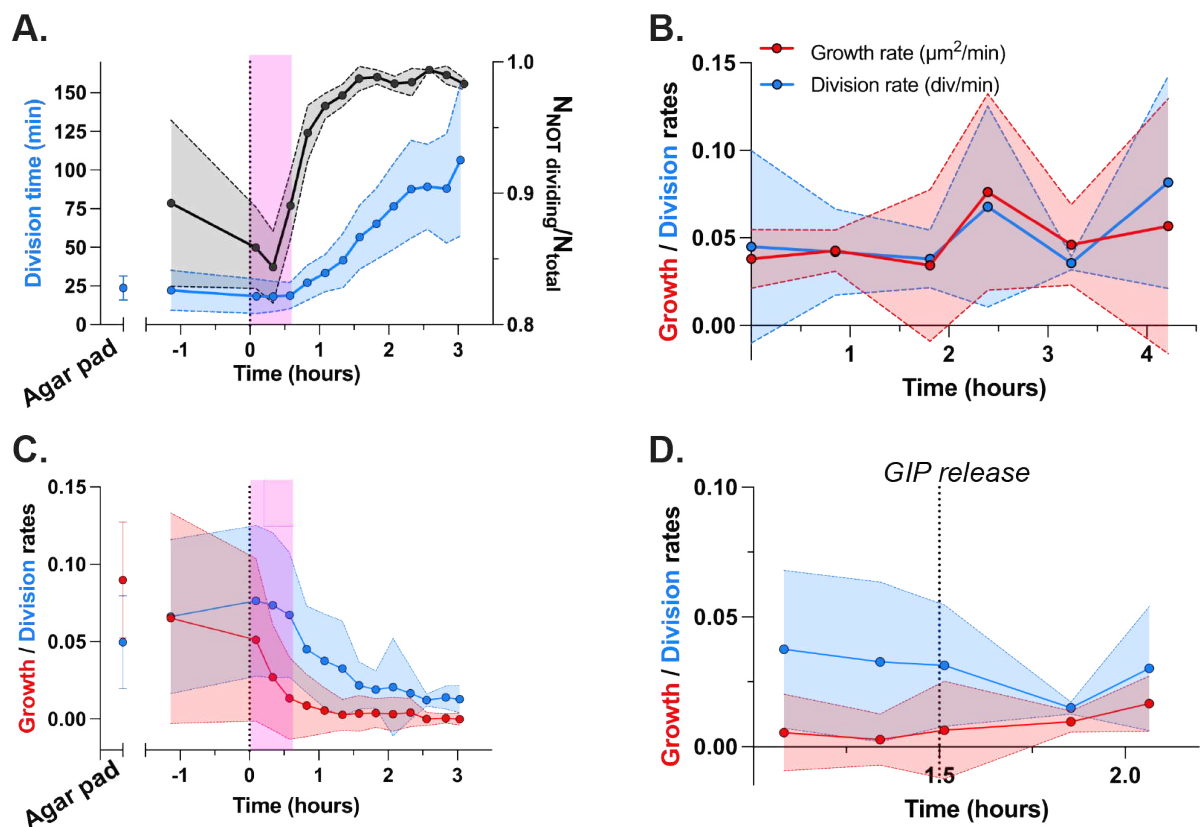 A.
Division time (min)
150
125
100
75
50
25
0
1.0
0.9
0.8
N_NOT dividing/N_total
Agar pad
-1 0 1 2 3
Time (hours)
B.
Growth rate (µm²/min)
Division rate (div/min)
Growth / Division rates
0.15
0.10
0.05
0.00
1 2 3 4
Time (hours)
C.
Growth / Division rates
0.15
0.10
0.05
0.00
Agar pad
-1 0 1 2 3
Time (hours)
D.
GIP release
Growth / Division rates
0.10
0.05
0.00
1.5 2.0
Time (hours)